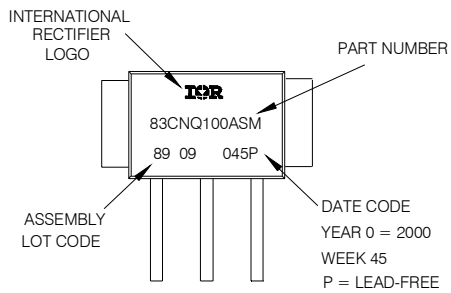 INTERNATIONAL
RECTIFIER
LOGO
PART NUMBER
IOR
83CNQ100ASM
89 09 045P
ASSEMBLY
LOT CODE
DATE CODE
YEAR 0 = 2000
WEEK 45
P = LEAD-FREE